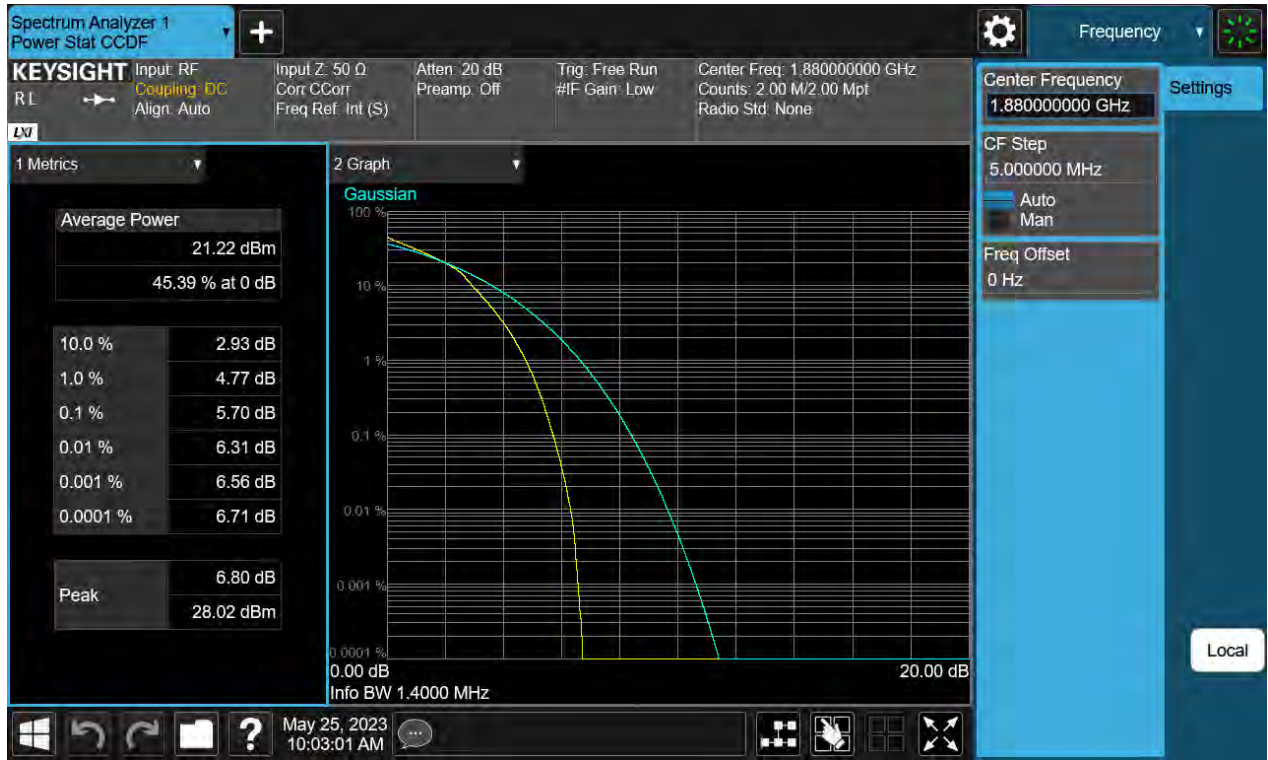 Spectrum Analyzer 1
Power Stat CCDF
Frequency
KEYSIGHT
RL
LXI
Input: RF
Coupling: DC
Align: Auto
Input Z: 50 Ω
Corr CCorr
Freq Ref: Int (S)
Atten: 20 dB
Preamp: Off
Trig: Free Run
#IF Gain: Low
Center Freq: 1.880000000 GHz
Counts: 2.00 M/2.00 Mpt
Radio Std: None
Center Frequency
1.880000000 GHz
Settings
CF Step
5.000000 MHz
Auto
Man
Freq Offset
0 Hz
1 Metrics
Average Power
21.22 dBm
45.39 % at 0 dB
10.0 % 2.93 dB
1.0 % 4.77 dB
0.1 % 5.70 dB
0.01 % 6.31 dB
0.001 % 6.56 dB
0.0001 % 6.71 dB
Peak
6.80 dB
28.02 dBm
2 Graph
Gaussian
100 %
10 %
1 %
0.1 %
0.01 %
0.001 %
0.0001 %
0.00 dB 20.00 dB
Info BW 1.4000 MHz
Local
?
May 25, 2023
10:03:01 AM